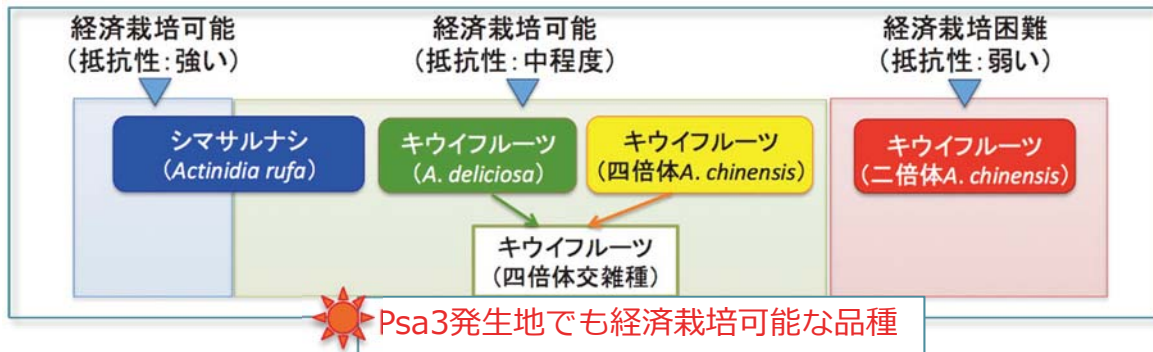 経済栽培可能
（抵抗性：強い）
経済栽培可能
（抵抗性：中程度）
経済栽培困難
（抵抗性：弱い）
シマサルナシ
（Actinidia rufa）
キウイフルーツ
（A. deliciosa）
キウイフルーツ
（四倍体A. chinensis）
キウイフルーツ
（二倍体A. chinensis）
キウイフルーツ
（四倍体交雑種）
Psa3発生地でも経済栽培可能な品種